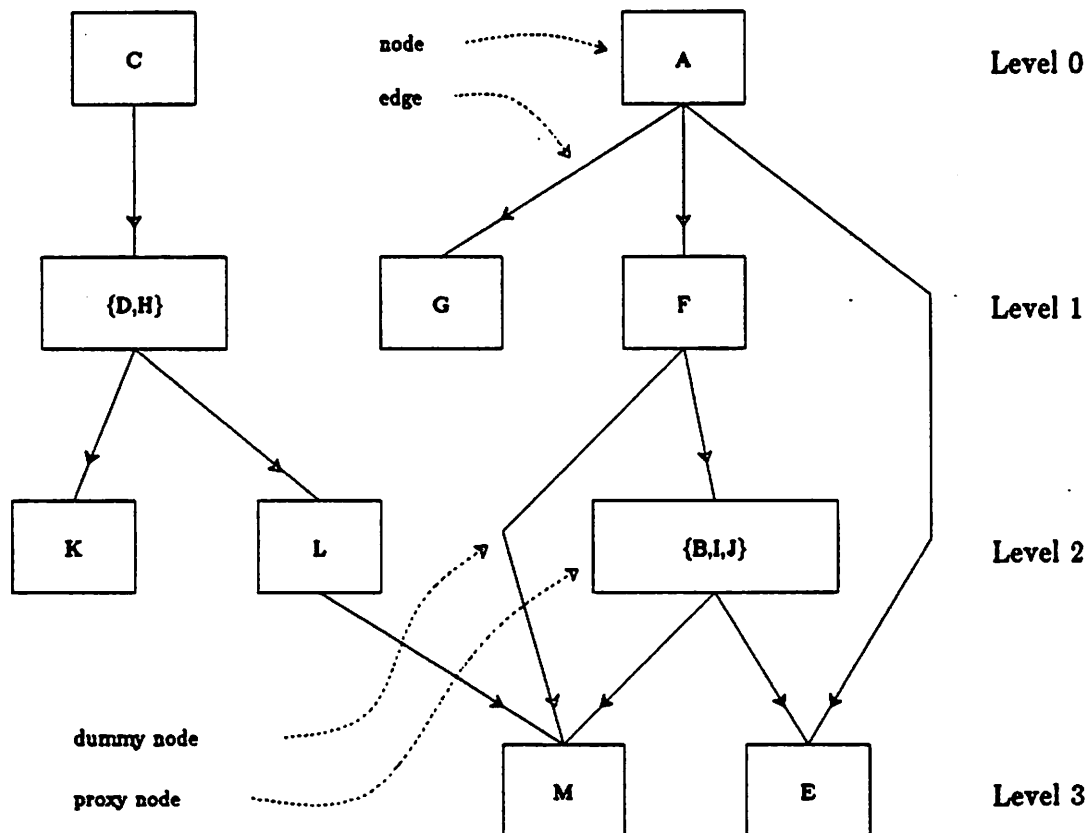 C
node
A
Level 0
edge
{D,H}
G
F
Level 1
K
L
{B,I,J}
Level 2
dummy node
proxy node
M
E
Level 3